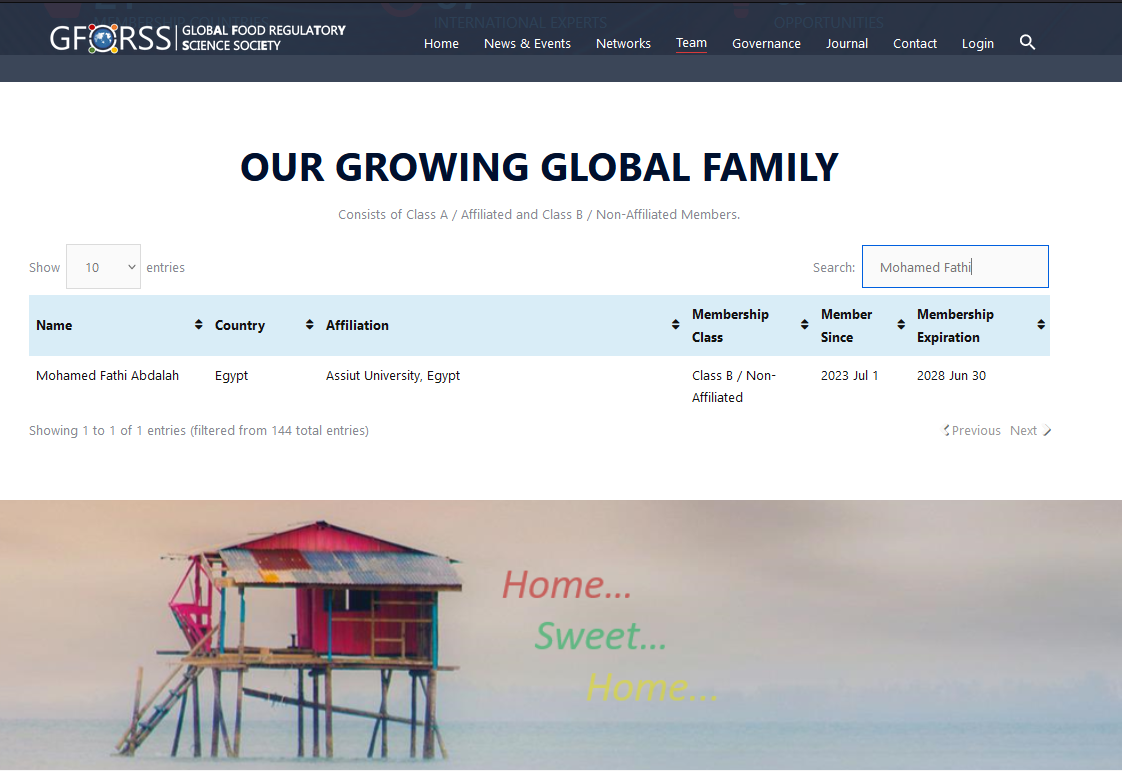 MEMBERSHIP COUNTRIES
INTERNATIONAL EXPERTS
OPPORTUNITIES
GFORSS
GLOBAL FOOD REGULATORY
SCIENCE SOCIETY
Home News & Events Networks Team Governance Journal Contact Login
OUR GROWING GLOBAL FAMILY
Consists of Class A / Affiliated and Class B / Non-Affiliated Members.
Show 10 entries Search: Mohamed Fathi
Name Country Affiliation Membership Class Member Since Membership Expiration
Mohamed Fathi Abdalah Egypt Assiut University, Egypt Class B / Non-Affiliated 2023 Jul 1 2028 Jun 30
Showing 1 to 1 of 1 entries (filtered from 144 total entries) Previous Next
Home...
Sweet...
Home...